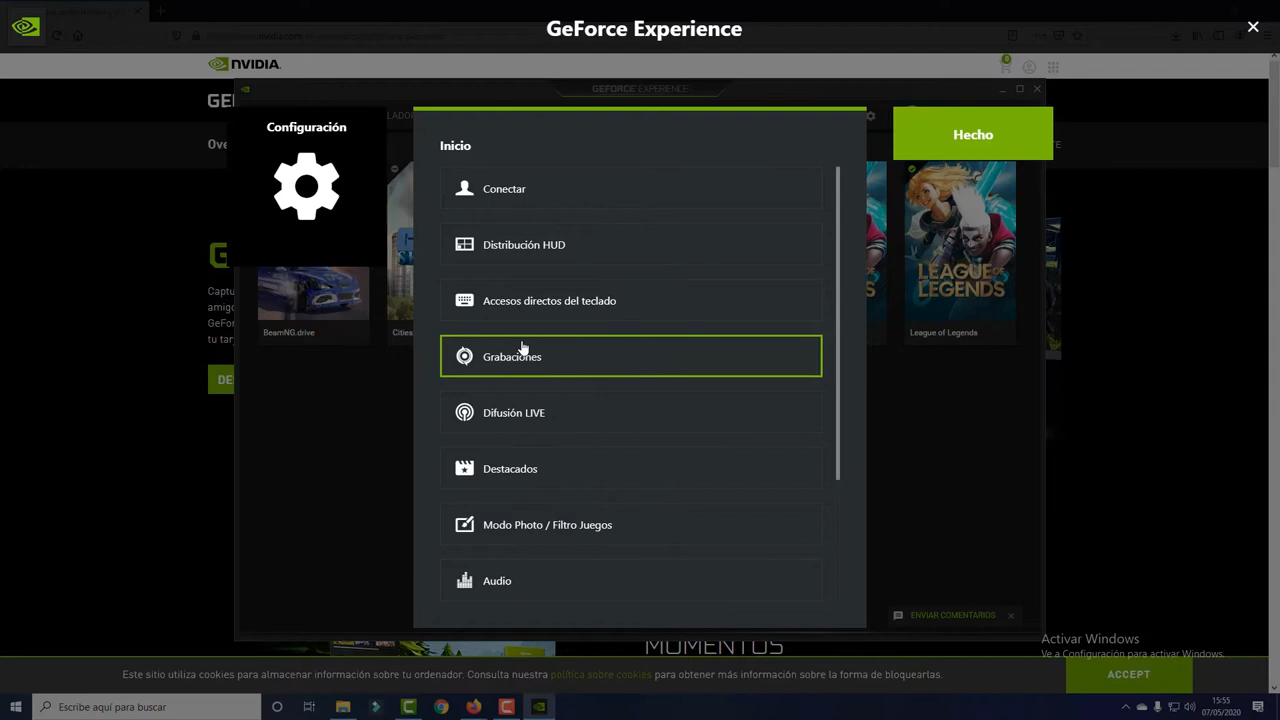 GeForce Experience
NVIDIA.
GEFORCE EXPERIENCE
Configuración
Inicio
Hecho
Conectar
Distribución HUD
Accesos directos del teclado
Grabaciones
Difusión LIVE
Destacados
Modo Photo / Filtro Juegos
Audio
BeamNG.drive
Cities
LEAGUE OF
LEGENDS
League of Legends
ENVIAR COMENTARIOS
MOMENTOS
Activar Windows
Ve a Configuración para activar Windows.
Este sitio utiliza cookies para almacenar información sobre tu ordenador. Consulta nuestra política sobre cookies para obtener más información sobre la forma de bloquearlas.
ACCEPT
Escribe aquí para buscar
15:55
07/05/2020